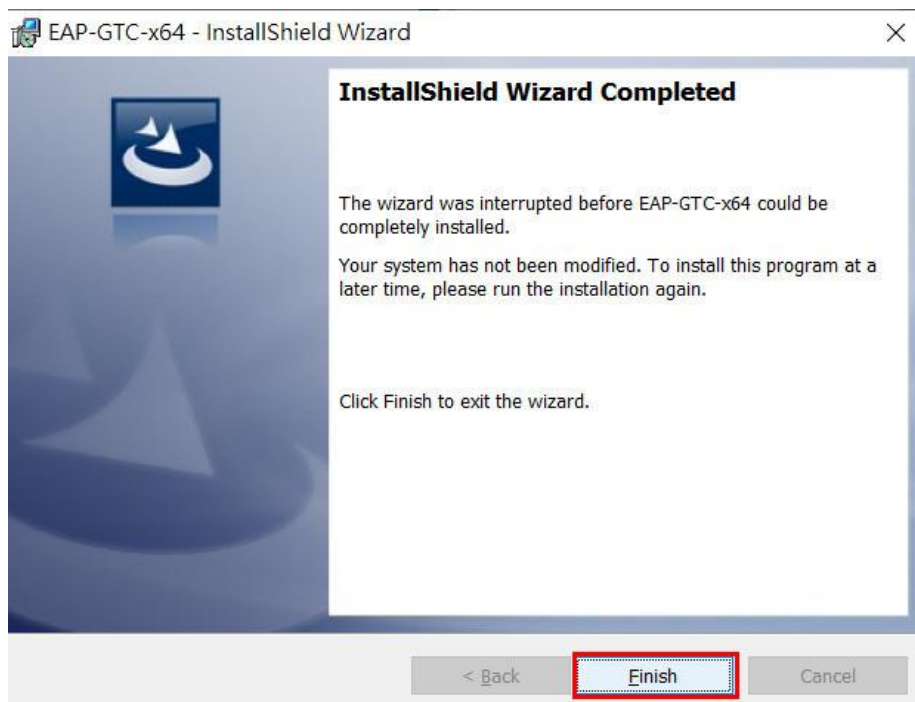 EAP-GTC-x64 - InstallShield Wizard
InstallShield Wizard Completed
The wizard was interrupted before EAP-GTC-x64 could be
completely installed.
Your system has not been modified. To install this program at a
later time, please run the installation again.
Click Finish to exit the wizard.
< Back
Finish
Cancel